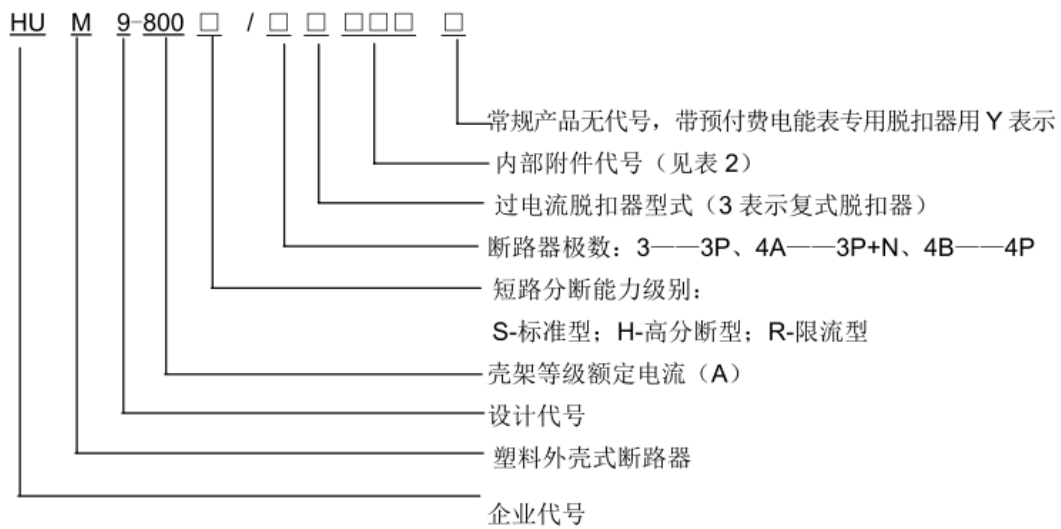 HU M 9-800 □ / □ □ □□□ □
常规产品无代号，带预付费电能表专用脱扣器用 Y 表示
内部附件代号（见表 2）
过电流脱扣器型式（3 表示复式脱扣器）
断路器极数：3——3P、4A——3P+N、4B——4P
短路分断能力级别：
S-标准型；H-高分断型；R-限流型
壳架等级额定电流（A）
设计代号
塑料外壳式断路器
企业代号